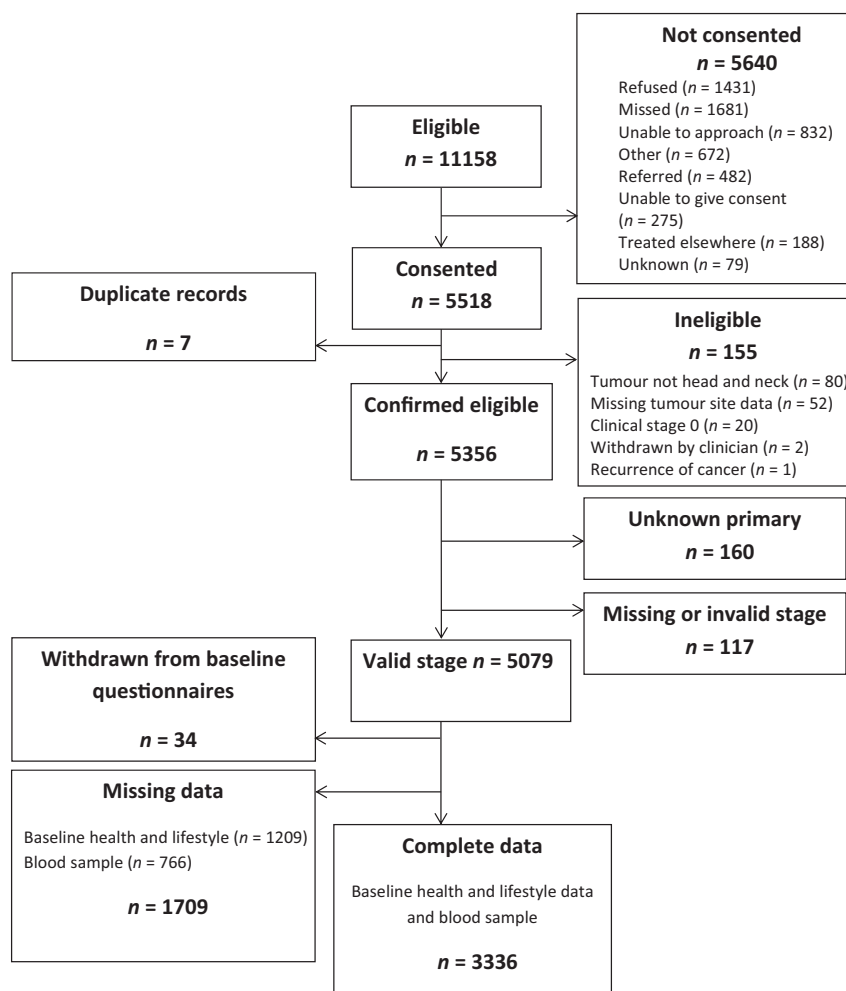 Not consented
n = 5640
Refused (n = 1431)
Missed (n = 1681)
Unable to approach (n = 832)
Other (n = 672)
Referred (n = 482)
Unable to give consent
(n = 275)
Treated elsewhere (n = 188)
Unknown (n = 79)
Eligible
n = 11158
Consented
n = 5518
Duplicate records
n = 7
Ineligible
n = 155
Tumour not head and neck (n = 80)
Missing tumour site data (n = 52)
Clinical stage 0 (n = 20)
Withdrawn by clinician (n = 2)
Recurrence of cancer (n = 1)
Confirmed eligible
n = 5356
Unknown primary
n = 160
Missing or invalid stage
n = 117
Valid stage n = 5079
Withdrawn from baseline
questionnaires
n = 34
Missing data
Baseline health and lifestyle (n = 1209)
Blood sample (n = 766)
n = 1709
Complete data
Baseline health and lifestyle data
and blood sample
n = 3336